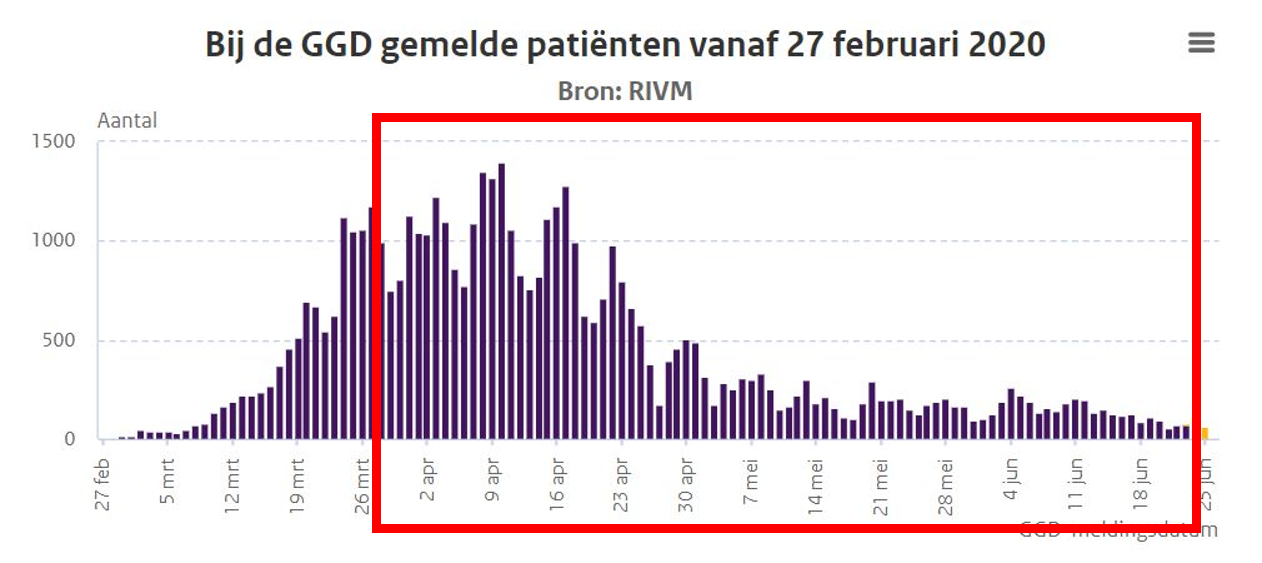 Bij de GGD gemelde patiënten vanaf 27 februari 2020
Bron: RIVM
Aantal
1500
1000
500
0
27 feb
5 mrt
12 mrt
19 mrt
26 mrt
2 apr
9 apr
16 apr
23 apr
30 apr
7 mei
14 mei
21 mei
28 mei
4 jun
11 jun
18 jun
25 jun
GGD-meldingsdatum